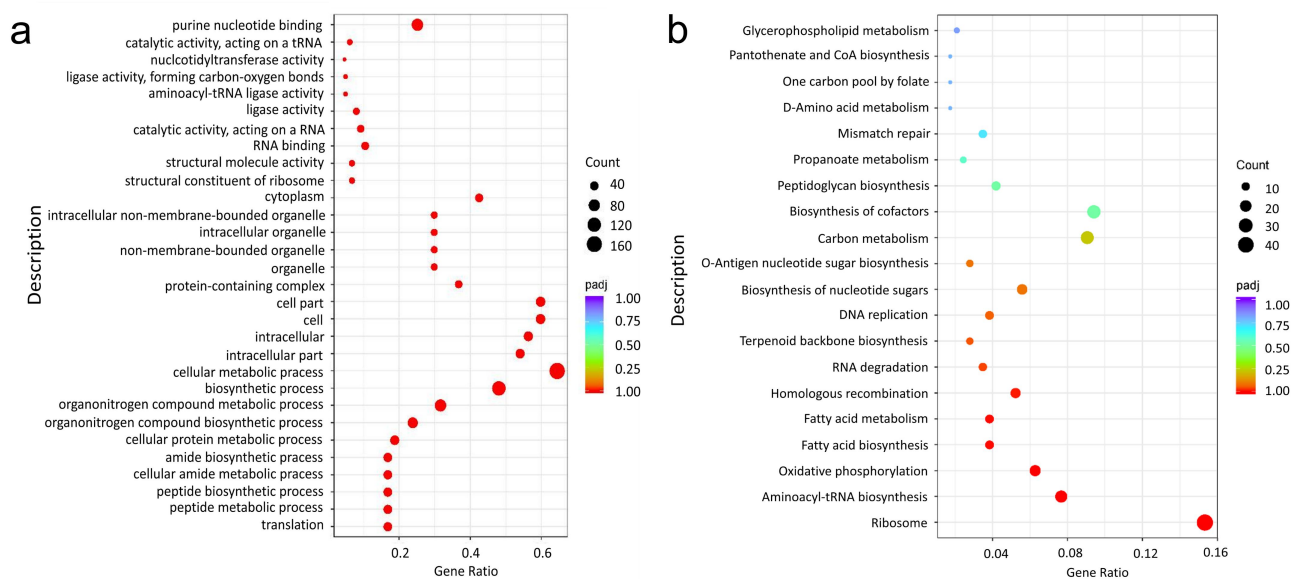 a
purine nucleotide binding
catalytic activity, acting on a tRNA
nuclcotidyltransferase activity
ligase activity, forming carbon-oxygen bonds
aminoacyl-tRNA ligase activity
ligase activity
catalytic activity, acting on a RNA
RNA binding
structural molecule activity
structural constituent of ribosome
cytoplasm
intracellular non-membrane-bounded organelle
intracellular organelle
non-membrane-bounded organelle
organelle
protein-containing complex
cell part
cell
intracellular
intracellular part
cellular metabolic pracess
biosynthetic process
organonitrogen compound metabolic process
organonitrogen compound biosynthetic process
cellular protein metabolic process
amide biosynthetic pracess
cellular amide metabolic pracess
peptide biosynthetic process
peptide metabolic process
translation
Description
0.2 0.4 0.6
Gene Ratio
Count
40
80
120
160
padj
1.00
0.75
0.50
0.25
1.00
b
Glycerophospholipid metabolism
Pantothenate and CoA biosynthesis
One carbon pool by folate
D-Amino acid metabolism
Mismatch repair
Propanoate metabolism
Peptidoglycan biosynthesis
Biosynthesis of cofactors
Carbon metabolism
O-Antigen nucleotide sugar biosynthesis
Biosynthesis of nucleotide sugars
DNA replication
Terpenoid backbone biosynthesis
RNA degradation
Homologous recombination
Fatty acid metabolism
Fatty acid biosynthesis
Oxidative phosphorylation
Aminoacyl-tRNA biosynthesis
Ribosome
Description
0.04 0.08 0.12 0.16
Gene Ratio
Count
10
20
30
40
padj
1.00
0.75
0.50
0.25
1.00